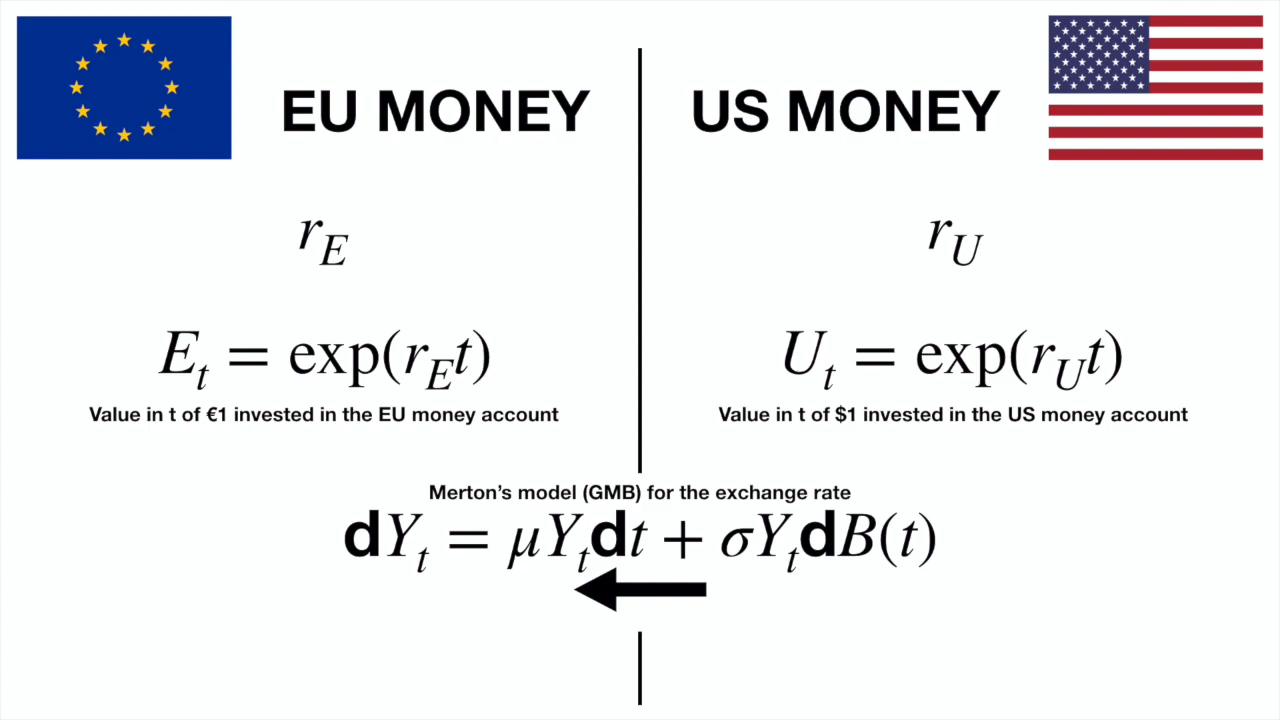 EU MONEY
US MONEY
r_E
r_U
E_t = exp(r_E t)
U_t = exp(r_U t)
Value in t of €1 invested in the EU money account
Value in t of $1 invested in the US money account
Merton’s model (GMB) for the exchange rate
dY_t = μY_t dt + σY_t dB(t)